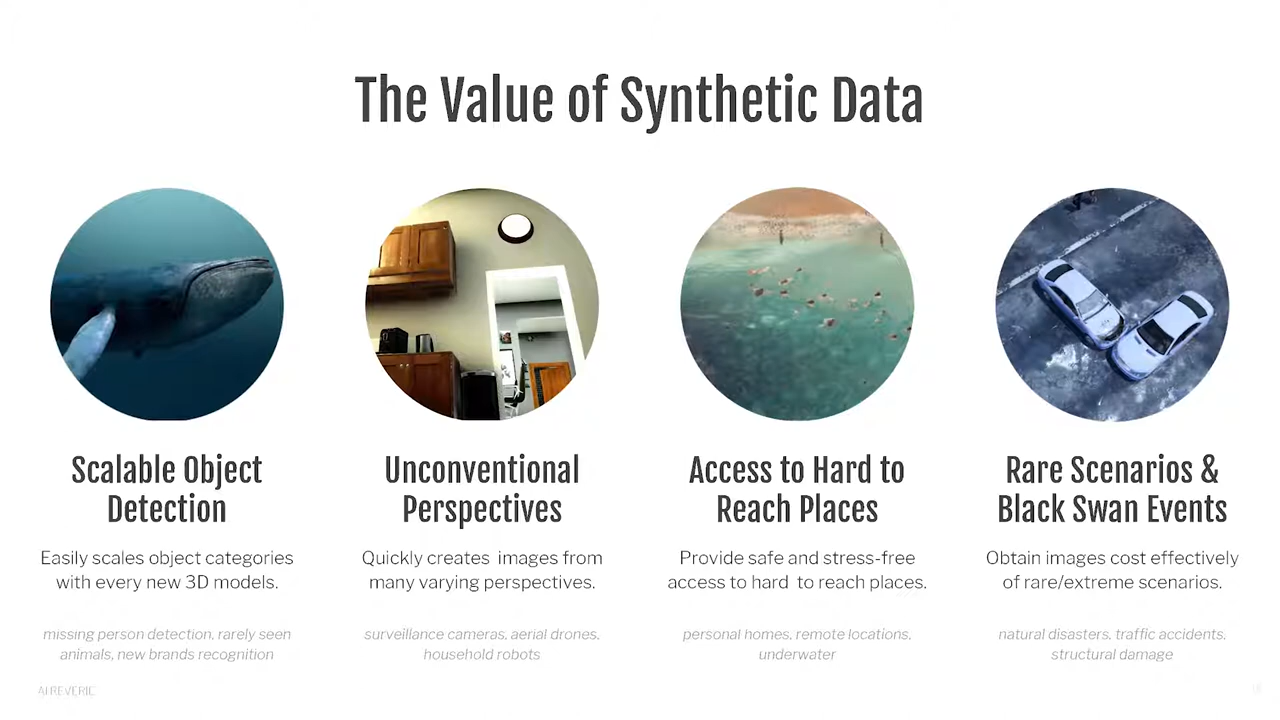 The Value of Synthetic Data
Scalable Object
Detection
Easily scales object categories
with every new 3D models.
missing person detection, rarely seen
animals, new brands recognition
Unconventional
Perspectives
Quickly creates images from
many varying perspectives.
surveillance cameras, aerial drones,
household robots
Access to Hard to
Reach Places
Provide safe and stress-free
access to hard to reach places.
personal homes, remote locations,
underwater
Rare Scenarios &
Black Swan Events
Obtain images cost effectively
of rare/extreme scenarios.
natural disasters, traffic accidents,
structural damage
AI.REVERIE